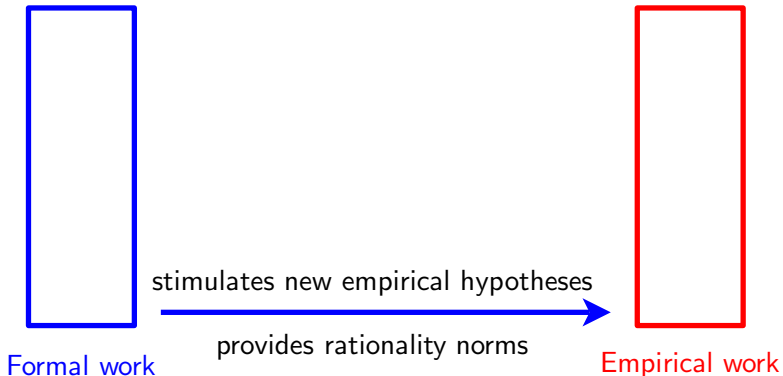 stimulates new empirical hypotheses
provides rationality norms
Formal work
Empirical work